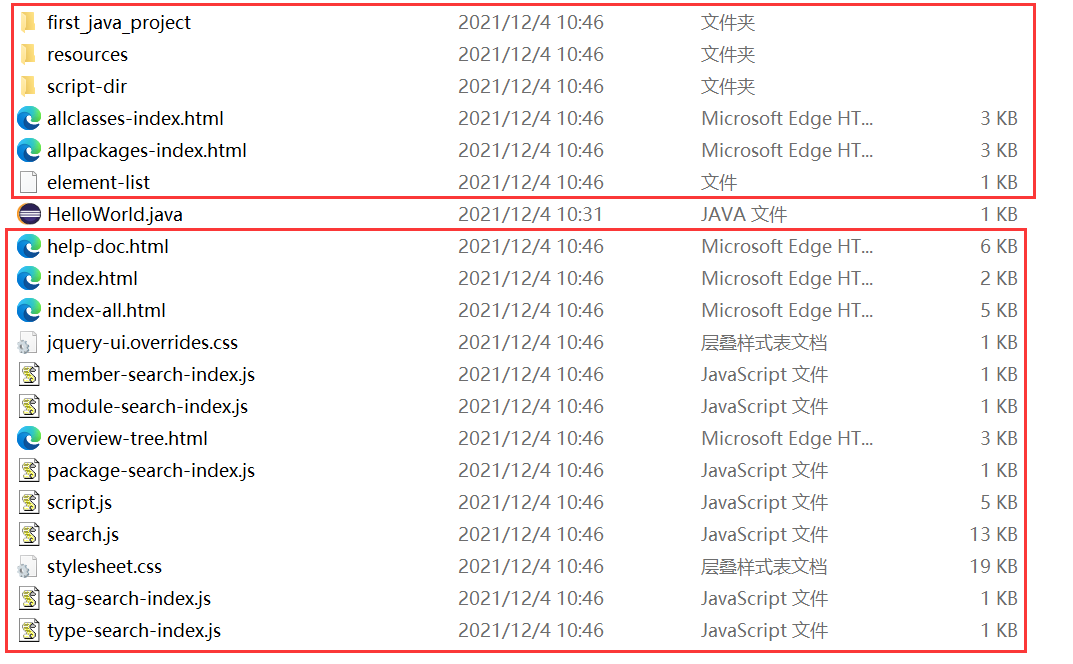 first_java_project 2021/12/4 10:46 文件夹
resources 2021/12/4 10:46 文件夹
script-dir 2021/12/4 10:46 文件夹
allclasses-index.html 2021/12/4 10:46 Microsoft Edge HT... 3 KB
allpackages-index.html 2021/12/4 10:46 Microsoft Edge HT... 3 KB
element-list 2021/12/4 10:46 文件 1 KB
HelloWorld.java 2021/12/4 10:31 JAVA 文件 1 KB
help-doc.html 2021/12/4 10:46 Microsoft Edge HT... 6 KB
index.html 2021/12/4 10:46 Microsoft Edge HT... 2 KB
index-all.html 2021/12/4 10:46 Microsoft Edge HT... 5 KB
jquery-ui.overrides.css 2021/12/4 10:46 层叠样式表文档 1 KB
member-search-index.js 2021/12/4 10:46 JavaScript 文件 1 KB
module-search-index.js 2021/12/4 10:46 JavaScript 文件 1 KB
overview-tree.html 2021/12/4 10:46 Microsoft Edge HT... 3 KB
package-search-index.js 2021/12/4 10:46 JavaScript 文件 1 KB
script.js 2021/12/4 10:46 JavaScript 文件 5 KB
search.js 2021/12/4 10:46 JavaScript 文件 13 KB
stylesheet.css 2021/12/4 10:46 层叠样式表文档 19 KB
tag-search-index.js 2021/12/4 10:46 JavaScript 文件 1 KB
type-search-index.js 2021/12/4 10:46 JavaScript 文件 1 KB